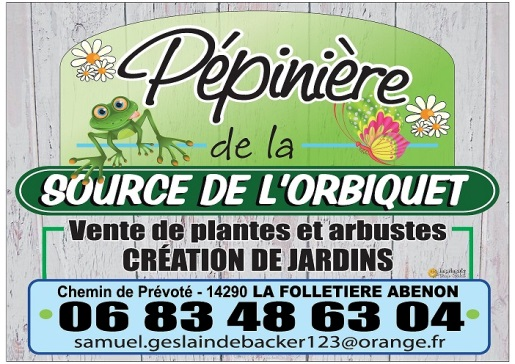 Pépinière
de la
SOURCE DE L'ORBIQUET
Vente de plantes et arbustes
CRÉATION DE JARDINS
Chemin de Prévoté - 14290 LA FOLLETIERE ABENON
06 83 48 63 04
samuel.geslaindebacker123@orange.fr